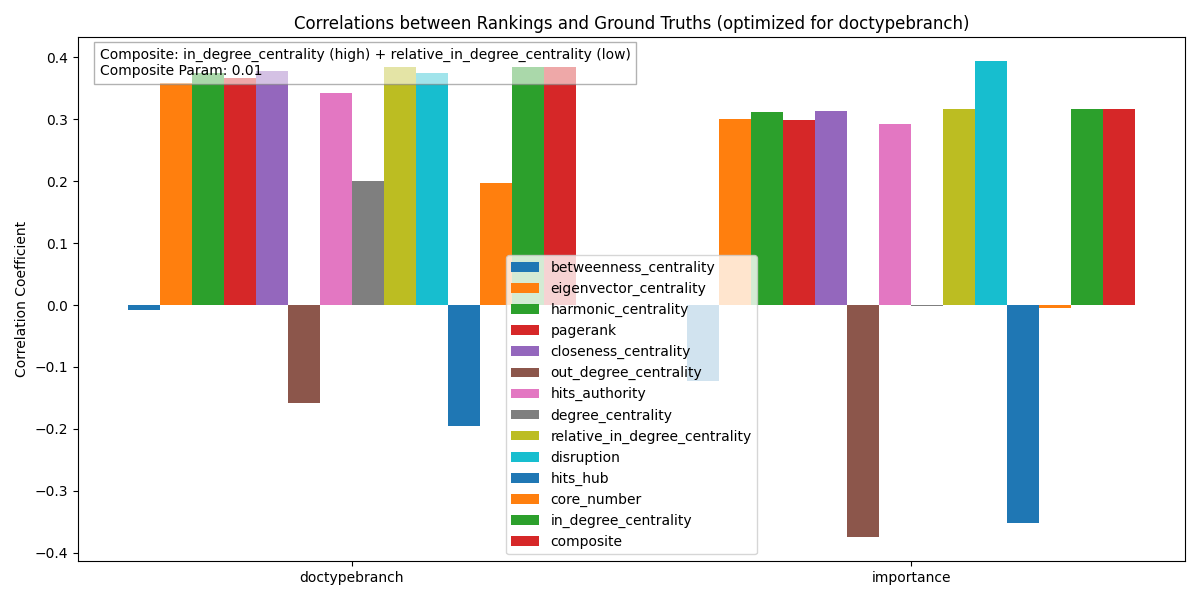 Correlations between Rankings and Ground Truths (optimized for doctypebranch)
Composite: in_degree_centrality (high) + relative_in_degree_centrality (low)
Composite Param: 0.01
Correlation Coefficient
0.4
0.3
0.2
0.1
0.0
−0.1
−0.2
−0.3
−0.4
betweenness_centrality
eigenvector_centrality
harmonic_centrality
pagerank
closeness_centrality
out_degree_centrality
hits_authority
degree_centrality
relative_in_degree_centrality
disruption
hits_hub
core_number
in_degree_centrality
composite
doctypebranch
importance